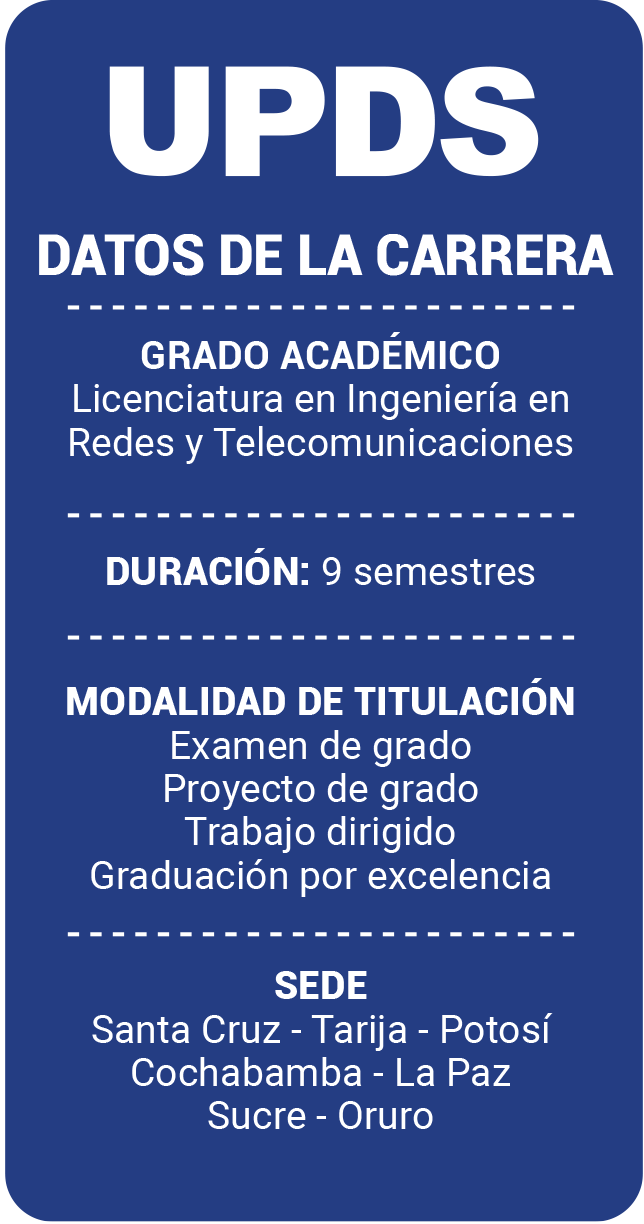 UPDS
DATOS DE LA CARRERA
GRADO ACADÉMICO
Licenciatura en Ingeniería en
Redes y Telecomunicaciones
DURACIÓN: 9 semestres
MODALIDAD DE TITULACIÓN
Examen de grado
Proyecto de grado
Trabajo dirigido
Graduación por excelencia
SEDE
Santa Cruz - Tarija - Potosí
Cochabamba - La Paz
Sucre - Oruro